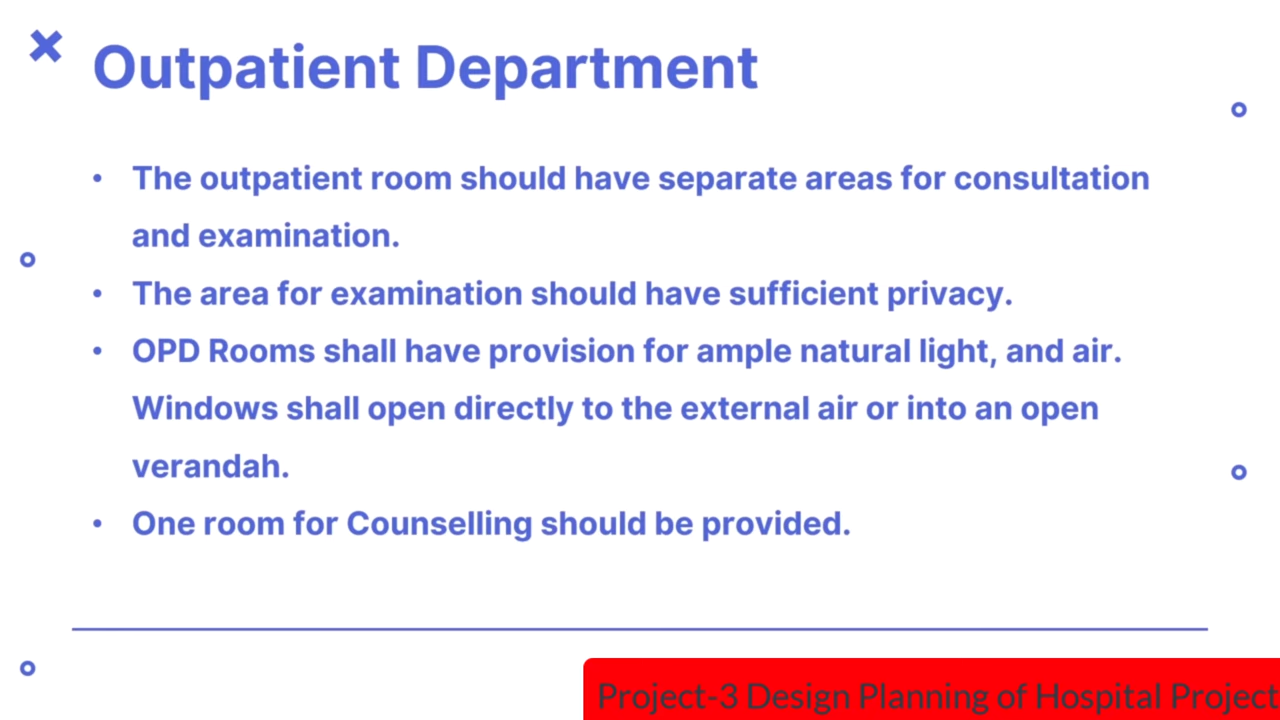 Outpatient Department
• The outpatient room should have separate areas for consultation
and examination.
• The area for examination should have sufficient privacy.
• OPD Rooms shall have provision for ample natural light, and air.
Windows shall open directly to the external air or into an open
verandah.
• One room for Counselling should be provided.
Project-3 Design Planning of Hospital Project